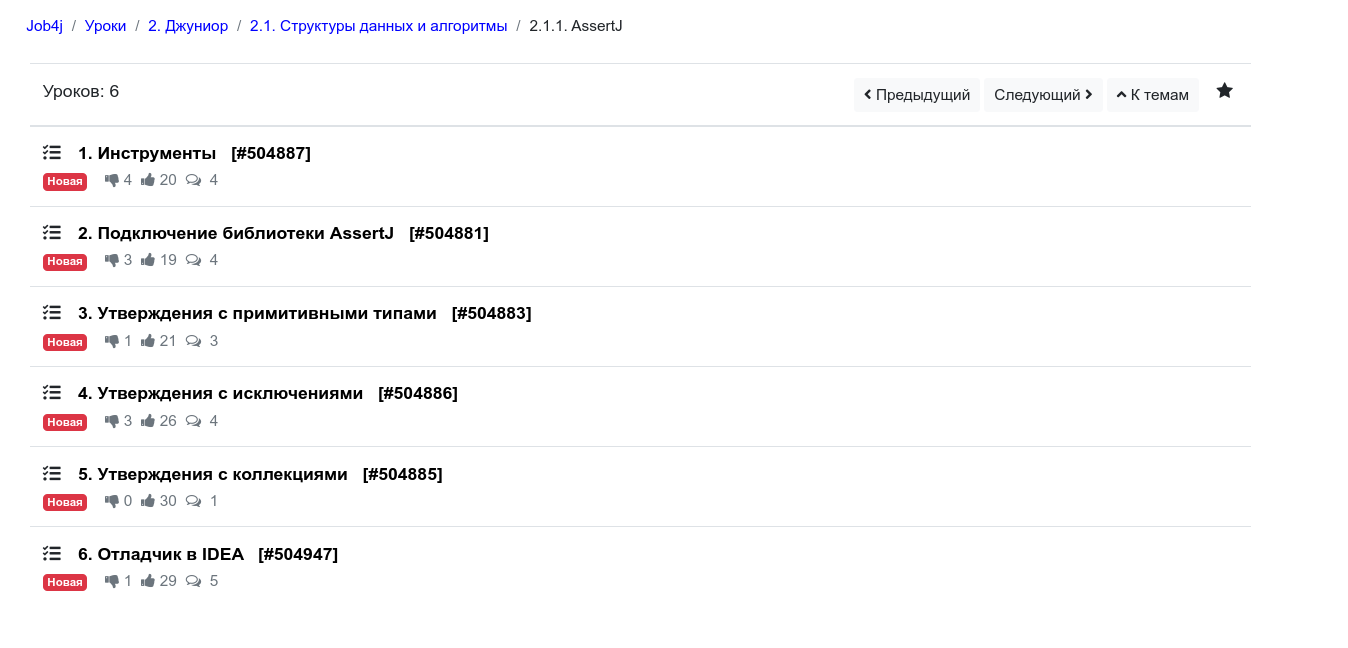 Job4j / Уроки / 2. Джуниор / 2.1. Структуры данных и алгоритмы / 2.1.1. AssertJ
Уроков: 6 Предыдущий Следующий К темам
1. Инструменты [#504887]
Новая 4 20 4
2. Подключение библиотеки AssertJ [#504881]
Новая 3 19 4
3. Утверждения с примитивными типами [#504883]
Новая 1 21 3
4. Утверждения с исключениями [#504886]
Новая 3 26 4
5. Утверждения с коллекциями [#504885]
Новая 0 30 1
6. Отладчик в IDEA [#504947]
Новая 1 29 5